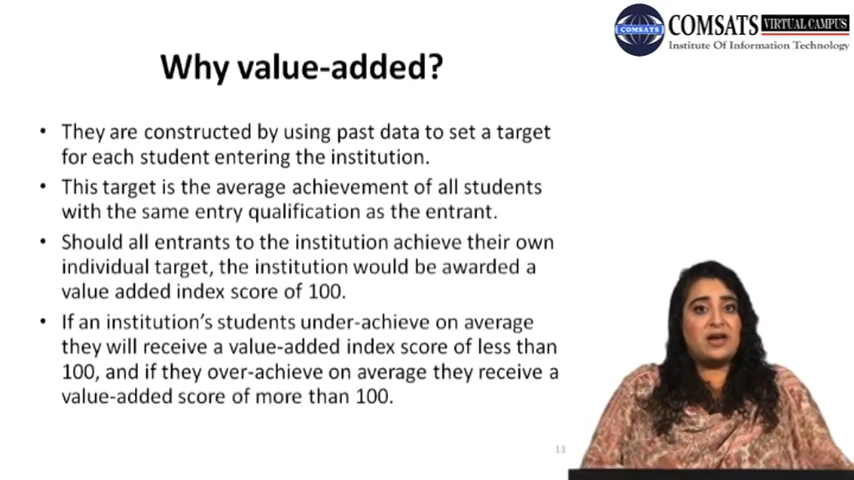 COMSATS VIRTUAL CAMPUS
COMSATS
Institute Of Information Technology
Why value-added?
• They are constructed by using past data to set a target
for each student entering the institution.
• This target is the average achievement of all students
with the same entry qualification as the entrant.
• Should all entrants to the institution achieve their own
individual target, the institution would be awarded a
value added index score of 100.
• If an institution's students under-achieve on average
they will receive a value-added index score of less than
100, and if they over-achieve on average they receive a
value-added score of more than 100.
13